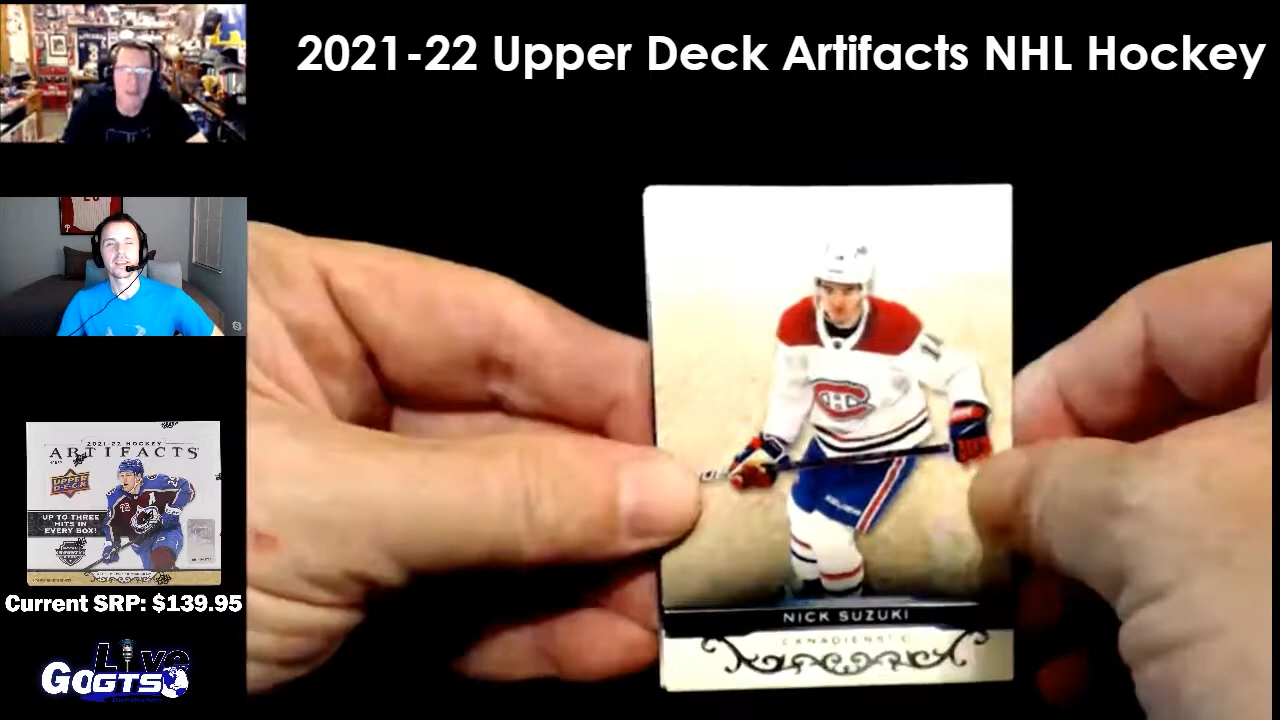 2021-22 Upper Deck Artifacts NHL Hockey
2021-22 HOCKEY
ARTIFACTS
UPPER
DECK
UP TO THREE
HITS IN
EVERY BOX!
Current SRP: $139.95
Live
GOGTS
NICK SUZUKI
CANADIENS C